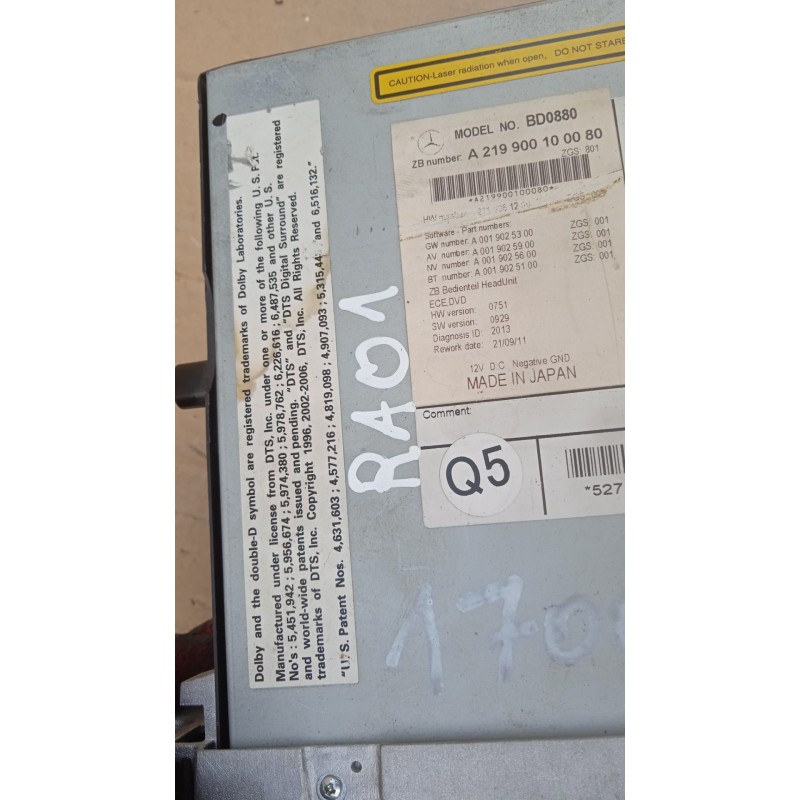 CAUTION-Laser radiation when open. DO NOT STARE
MODEL NO. BD0880
ZB number: A 219 900 10 00 80
ZGS: 801
*A219900100080*
HW 12 00
Software - Part numbers:
GW number: A 001 902 53 00 ZGS: 001
AV number: A 001 902 59 00 ZGS: 001
NV number: A 001 902 56 00 ZGS: 001
BT number: A 001 902 51 00 ZGS: 001
ZB Bedienteil HeadUnit
ECE,DVD
HW version: 0751
SW version: 0929
Diagnosis ID: 2013
Rework date: 21/09/11
12V D.C. Negative GND
MADE IN JAPAN
Comment:
Q5
*527
RA01
170
Dolby and the double-D symbol are registered trademarks of Dolby Laboratories.
Manufactured under license from DTS, Inc. under one or more of the following U.S. Pat.
No's: 5,451,942; 5,956,674; 5,974,380; 5,978,762; 6,226,616; 6,487,535 and other U.S.
and world-wide patents issued and pending. "DTS" and "DTS Digital Surround" are registered
trademarks of DTS, Inc. Copyright 1996, 2002-2006, DTS, Inc. All Rights Reserved.
"U.S. Patent Nos. 4,631,603; 4,577,216; 4,819,098; 4,907,093; 5,315,44 and 6,516,132."